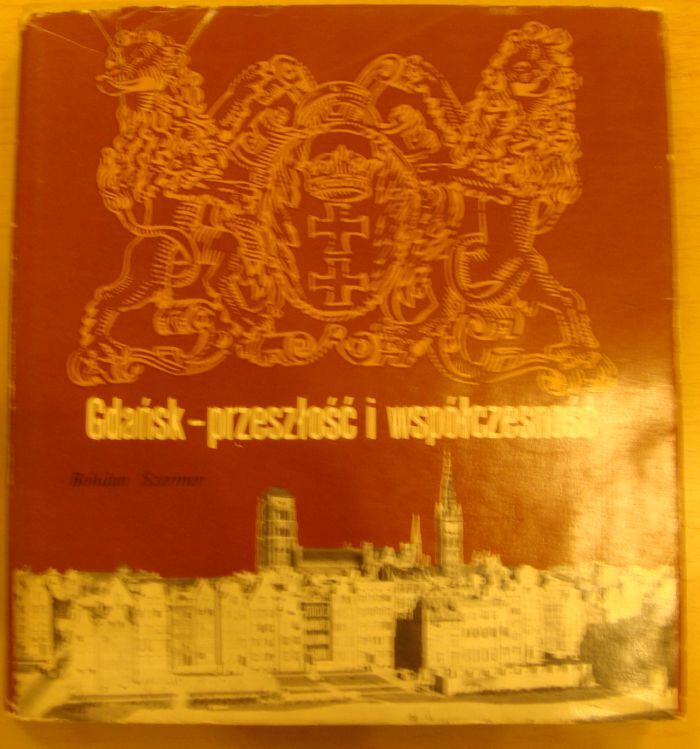 Gdańsk - przeszłość i współczesność
Bohdan Szermer